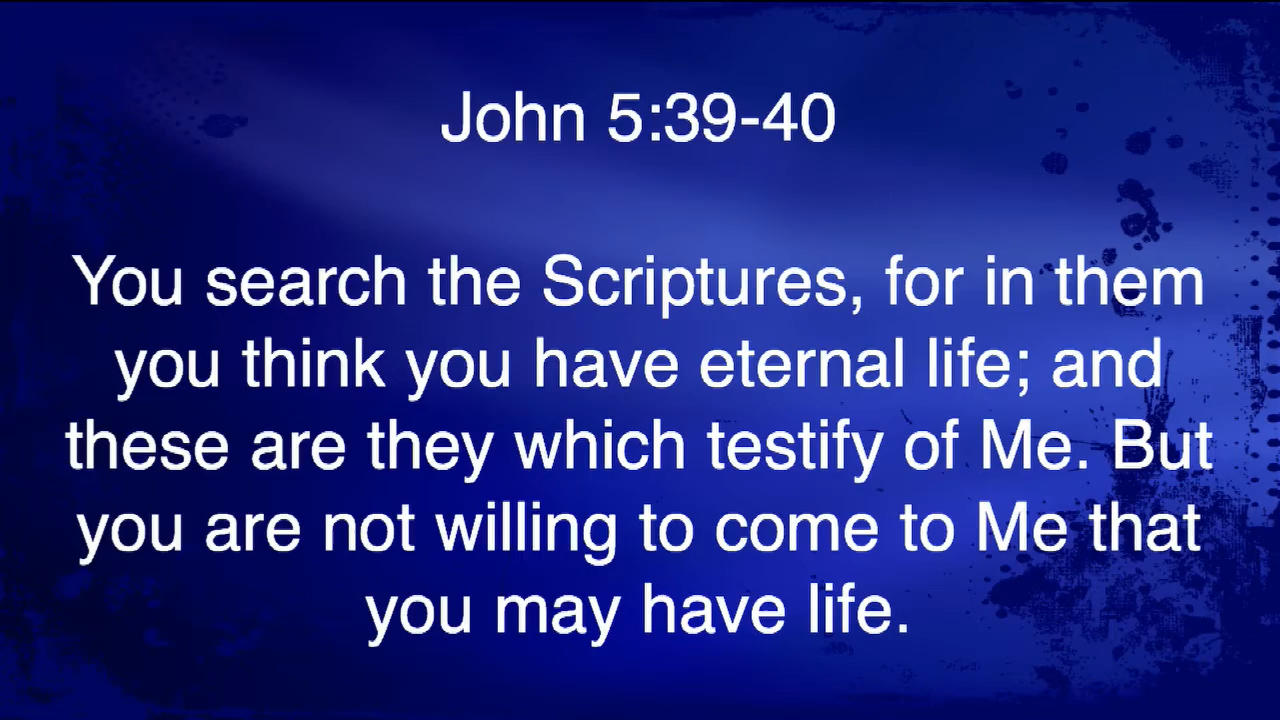 John 5:39-40
You search the Scriptures, for in them
you think you have eternal life; and
these are they which testify of Me. But
you are not willing to come to Me that
you may have life.